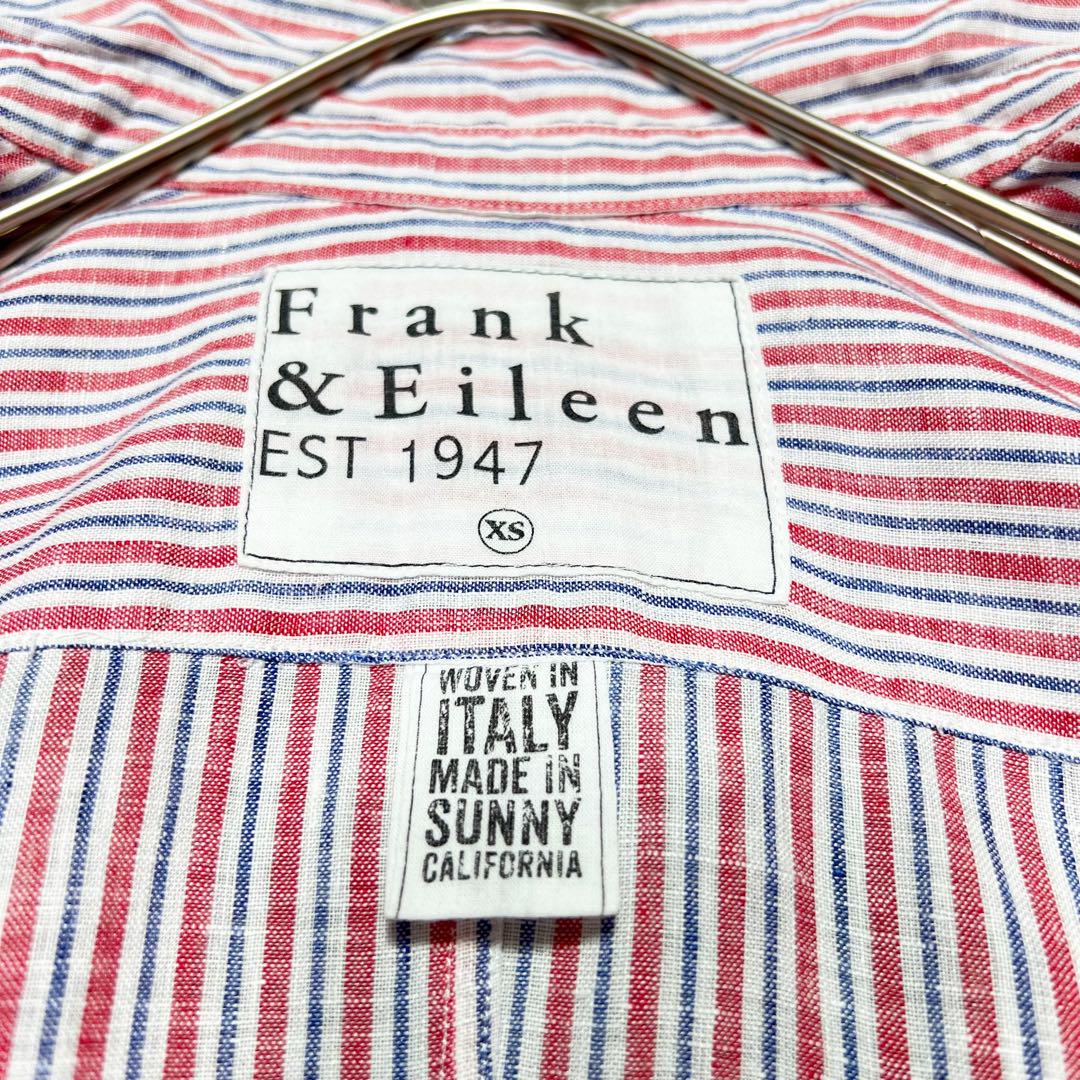 Frank
& Eileen
EST 1947
XS
WOVEN IN
ITALY
MADE IN
SUNNY
CALIFORNIA